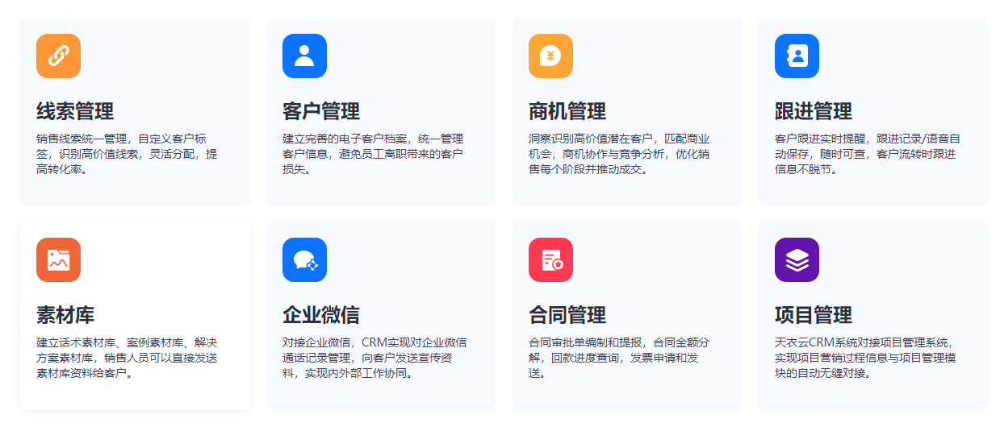 线索管理
销售线索统一管理，自定义客户标
签，识别高价值线索，灵活分配，提
高转化率。
客户管理
建立完善的电子客户档案，统一管理
客户信息，避免员工离职带来的客户
损失。
商机管理
洞察识别高价值潜在客户，匹配商业
机会，商机协作与竞争分析，优化销
售每个阶段并推动成交。
跟进管理
客户跟进实时提醒，跟进记录/语音自
动保存，随时可查，客户流转时跟进
信息不脱节。
素材库
建立话术素材库、案例素材库、解决
方案素材库，销售人员可以直接发送
素材库资料给客户。
企业微信
对接企业微信，CRM实现对企业微信
通话记录管理，向客户发送宣传资
料，实现内外部工作协同。
合同管理
合同审批单编制和提报，合同金额分
解，回款进度查询，发票申请和发
送。
项目管理
天衣云CRM系统对接项目管理系统，
实现项目营销过程信息与项目管理模
块的自动无缝对接。